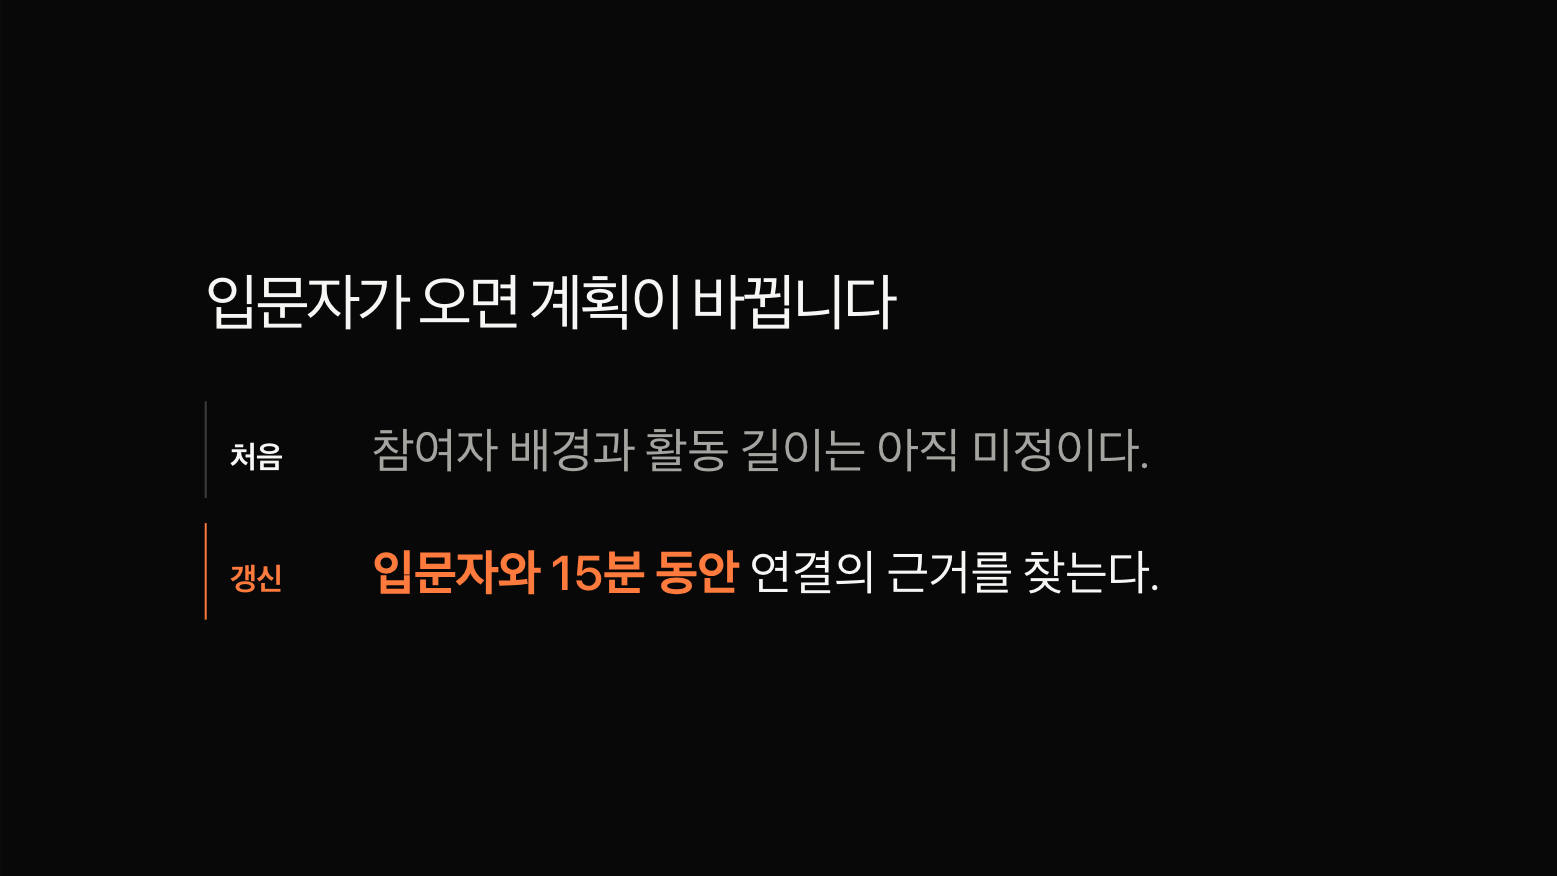 입문자가 오면 계획이 바뀝니다
처음 참여자 배경과 활동 길이는 아직 미정이다.
갱신 입문자와 15분 동안 연결의 근거를 찾는다.